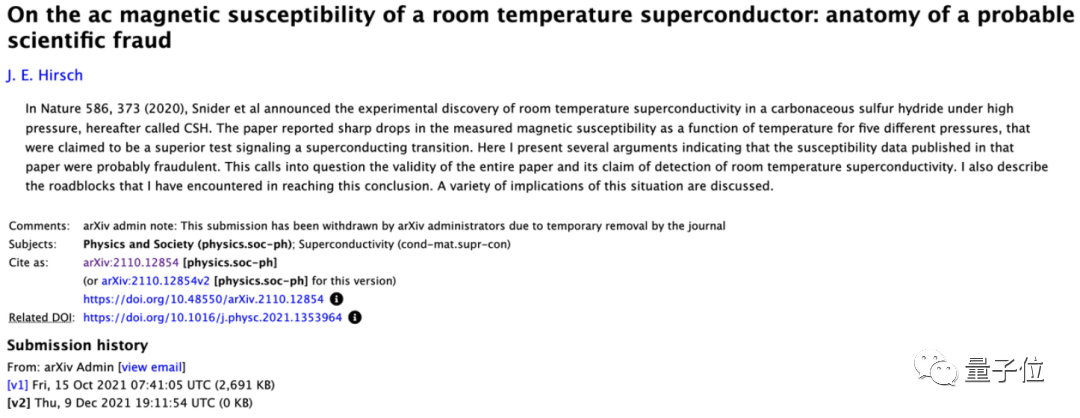 On the ac magnetic susceptibility of a room temperature superconductor: anatomy of a probable
scientific fraud
J. E. Hirsch
In Nature 586, 373 (2020), Snider et al announced the experimental discovery of room temperature superconductivity in a carbonaceous sulfur hydride under high
pressure, hereafter called CSH. The paper reported sharp drops in the measured magnetic susceptibility as a function of temperature for five different pressures, that
were claimed to be a superior test signaling a superconducting transition. Here I present several arguments indicating that the susceptibility data published in that
paper were probably fraudulent. This calls into question the validity of the entire paper and its claim of detection of room temperature superconductivity. I also describe
the roadblocks that I have encountered in reaching this conclusion. A variety of implications of this situation are discussed.
Comments: arXiv admin note: This submission has been withdrawn by arXiv administrators due to temporary removal by the journal
Subjects: Physics and Society (physics.soc-ph); Superconductivity (cond-mat.supr-con)
Cite as: arXiv:2110.12854 [physics.soc-ph]
(or arXiv:2110.12854v2 [physics.soc-ph] for this version)
https://doi.org/10.48550/arXiv.2110.12854
Related DOI: https://doi.org/10.1016/j.physc.2021.1353964
Submission history
From: arXiv Admin [view email]
[v1] Fri, 15 Oct 2021 07:41:05 UTC (2,691 KB)
[v2] Thu, 9 Dec 2021 19:11:54 UTC (0 KB)
量子位